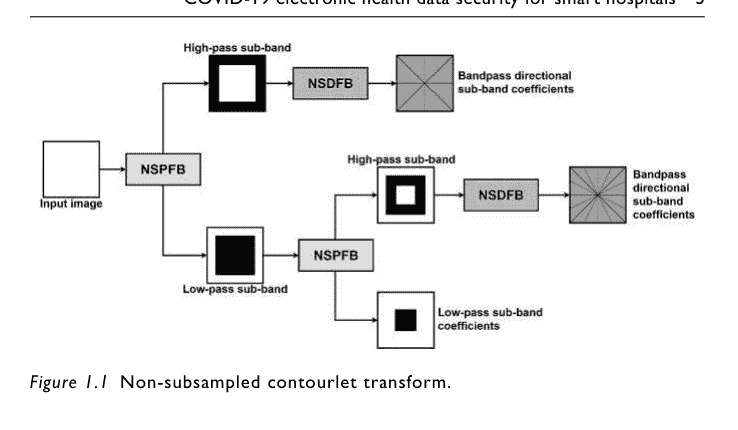 COVID-19 electronic health data security for smart hospitals 5
High-pass sub-band
NSDFB
Bandpass directional
sub-band coefficients
NSPFB
Input image
High-pass sub-band
NSDFB
Bandpass
directional
sub-band
coefficients
NSPFB
Low-pass sub-band
Low-pass sub-band
coefficients
Figure 1.1 Non-subsampled contourlet transform.